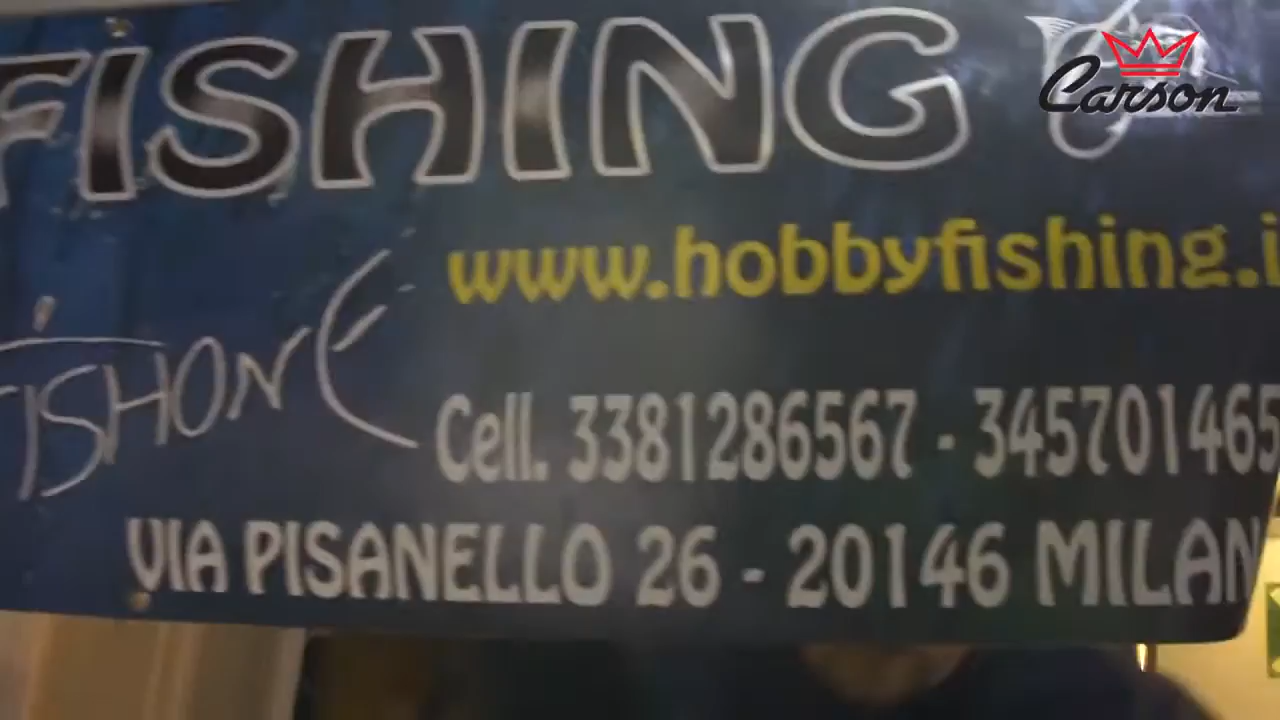 FISHING
Carson
www.hobbyfishing.i
FISHONE
Cell. 3381286567 - 345701465
VIA PISANELLO 26 - 20146 MILAN